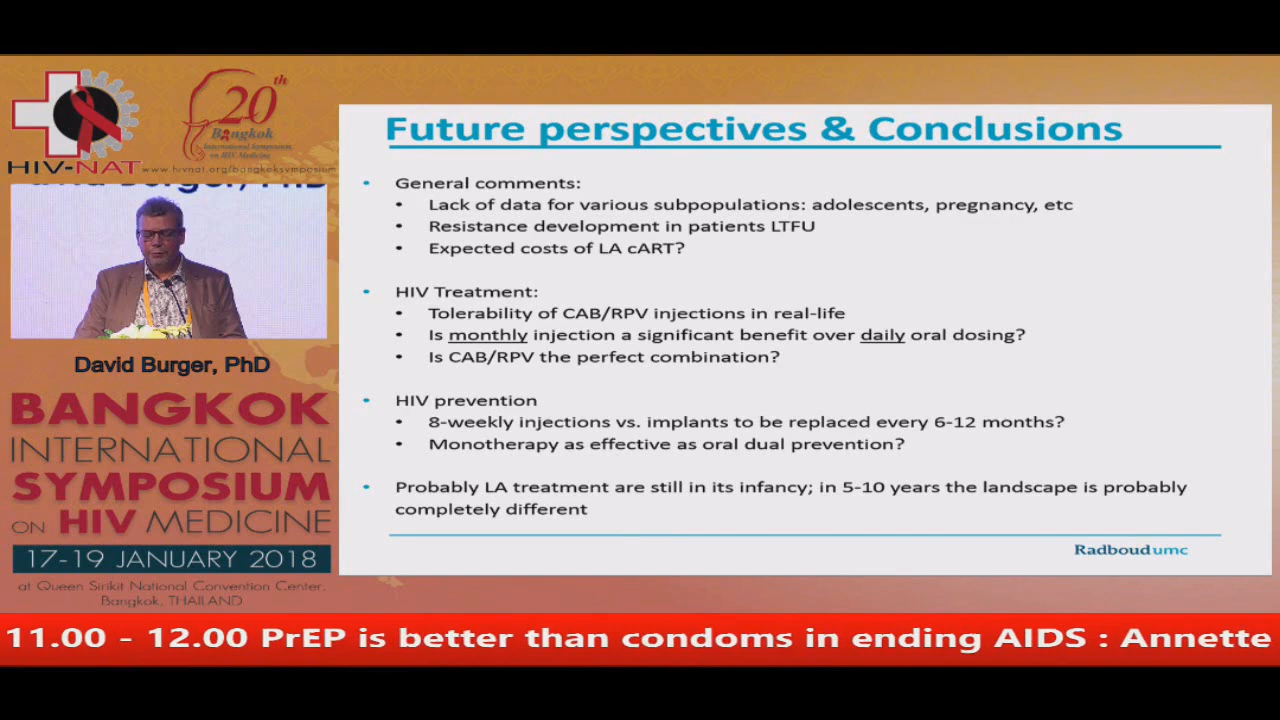 HIV-NAT
20th
Bangkok
International Symposium
on HIV Medicine
www.hivnat.org/bangkoksymposium
David Burger, PhD
David Burger, PhD
BANGKOK
INTERNATIONAL
SYMPOSIUM
ON HIV MEDICINE
17-19 JANUARY 2018
at Queen Sirikit National Convention Center,
Bangkok, THAILAND
Future perspectives & Conclusions
• General comments:
• Lack of data for various subpopulations: adolescents, pregnancy, etc
• Resistance development in patients LTFU
• Expected costs of LA cART?
• HIV Treatment:
• Tolerability of CAB/RPV injections in real-life
• Is monthly injection a significant benefit over daily oral dosing?
• Is CAB/RPV the perfect combination?
• HIV prevention
• 8-weekly injections vs. implants to be replaced every 6-12 months?
• Monotherapy as effective as oral dual prevention?
• Probably LA treatment are still in its infancy; in 5-10 years the landscape is probably
completely different
Radboudumc
11.00 - 12.00 PrEP is better than condoms in ending AIDS : Annette